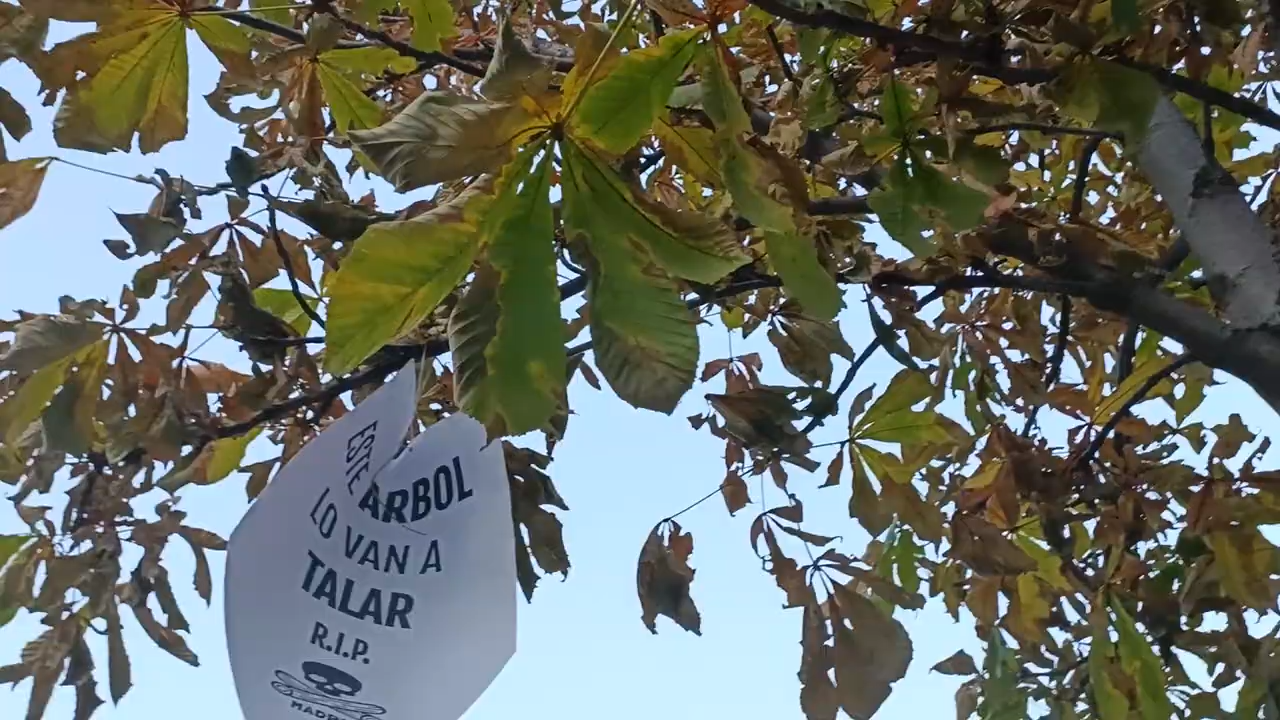 ESTE ARBOL
LO VAN A
TALAR
R.I.P.